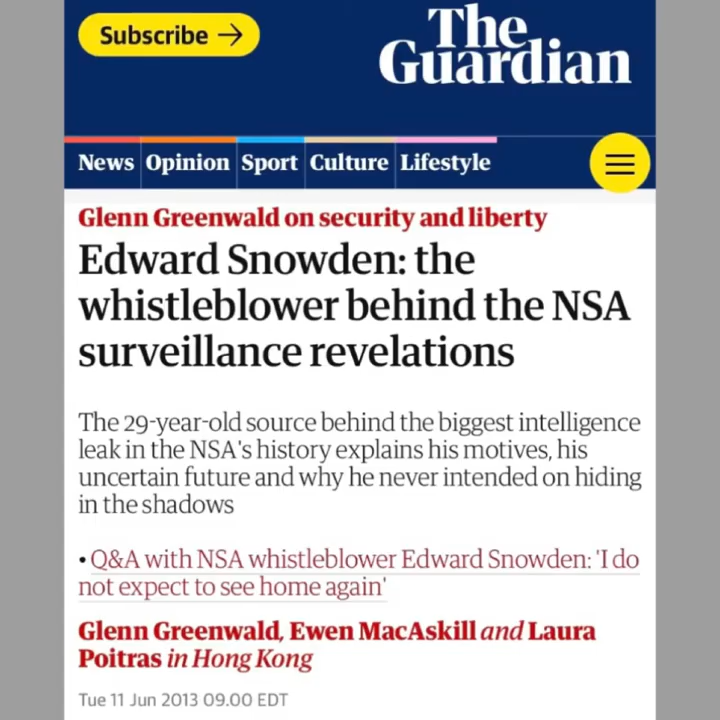 Subscribe →
The
Guardian
News Opinion Sport Culture Lifestyle
Glenn Greenwald on security and liberty
Edward Snowden: the
whistleblower behind the NSA
surveillance revelations
The 29-year-old source behind the biggest intelligence
leak in the NSA's history explains his motives, his
uncertain future and why he never intended on hiding
in the shadows
• Q&A with NSA whistleblower Edward Snowden: 'I do
not expect to see home again'
Glenn Greenwald, Ewen MacAskill and Laura
Poitras in Hong Kong
Tue 11 Jun 2013 09.00 EDT